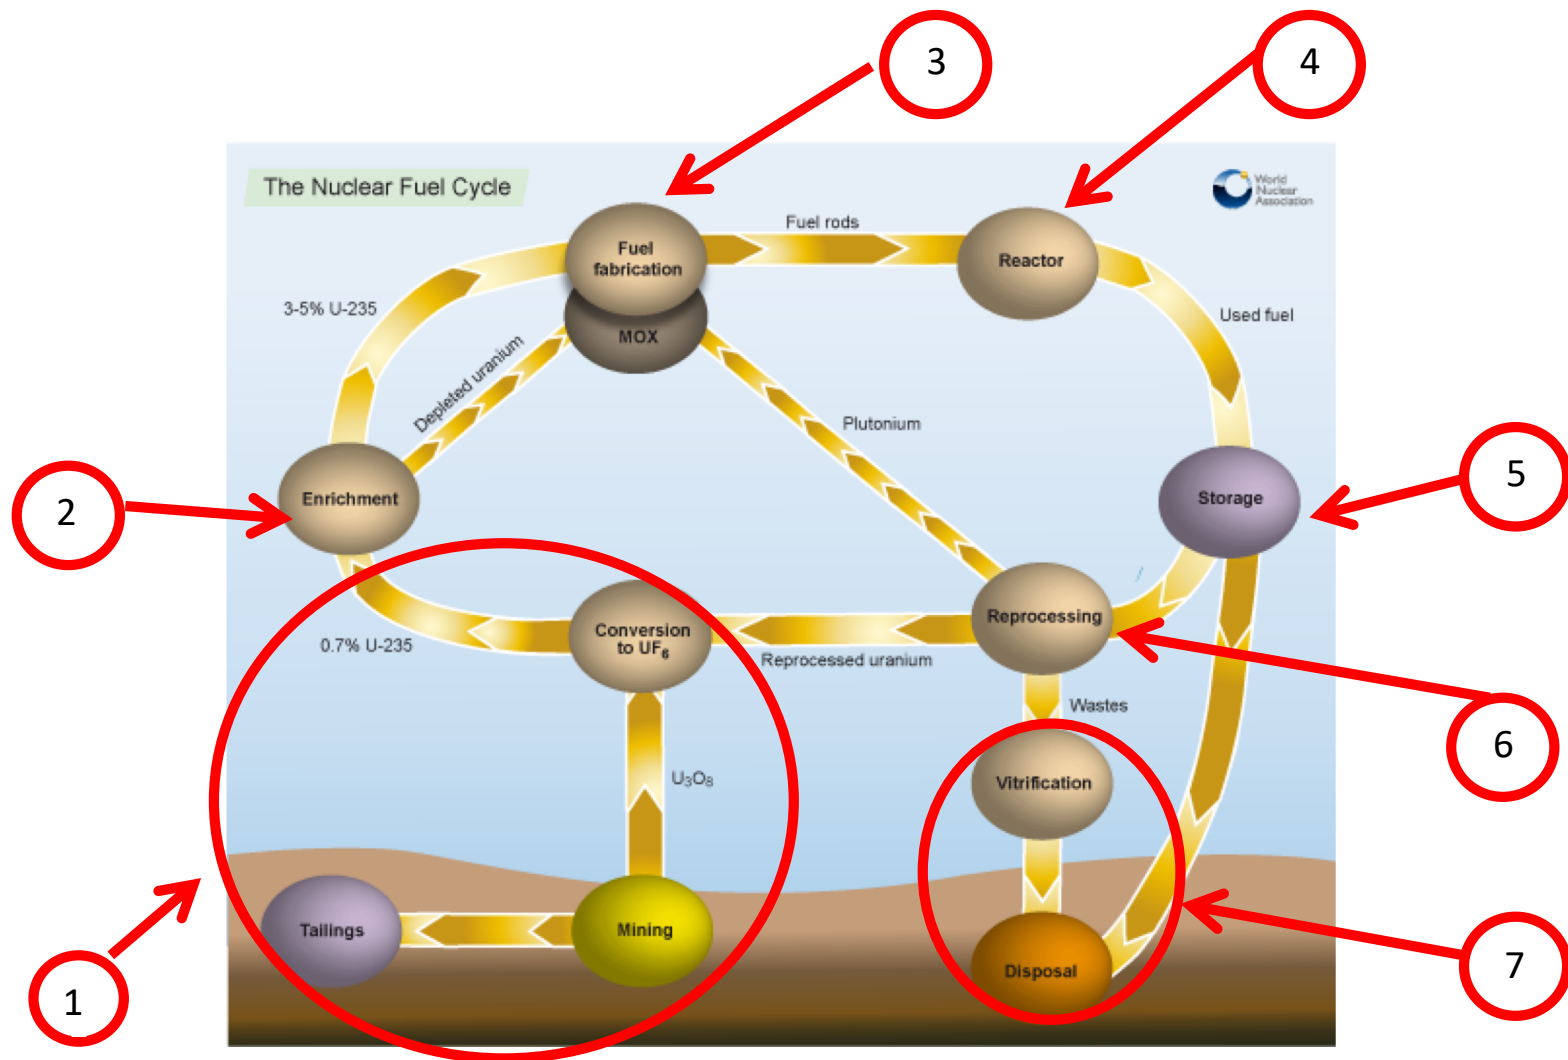 3
4
The Nuclear Fuel Cycle
World
Nuclear
Association
Fuel rods
Fuel
fabrication
Reactor
3-5% U-235
Used fuel
MOX
Depleted uranium
Plutonium
5
2
Enrichment
Storage
Conversion
to UF₆
Reprocessing
0.7% U-235
Reprocessed uranium
Wastes
6
U₃O₈
Vitrification
Tailings
Mining
Disposal
7
1